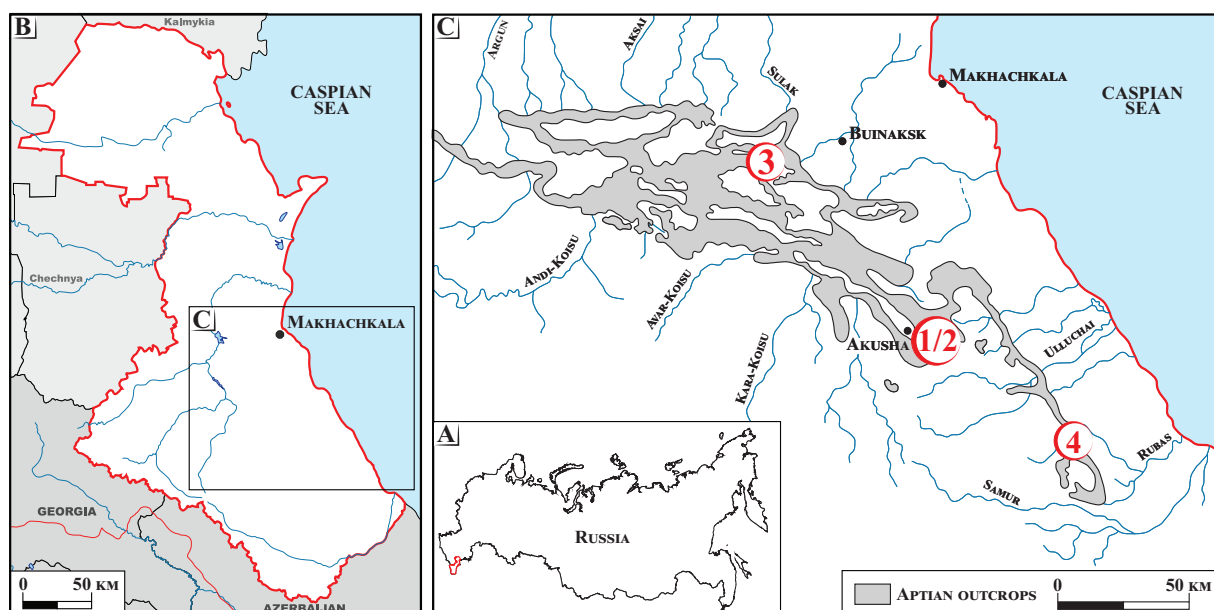 B
Kalmykia
CASPIAN
SEA
Chechnya
C
MAKHACHKALA
GEORGIA
AZERBAIJAN
0 50 KM
C
ARGUN
AKSAI
SULAK
MAKHACHKALA
CASPIAN
SEA
BUINAKSK
3
ANDI-KOISU
AVAR-KOISU
KARA-KOISU
AKUSHA
1/2
ULLUCHAI
4
RUBAS
SAMUR
A
RUSSIA
APTIAN OUTCROPS
0 50 KM